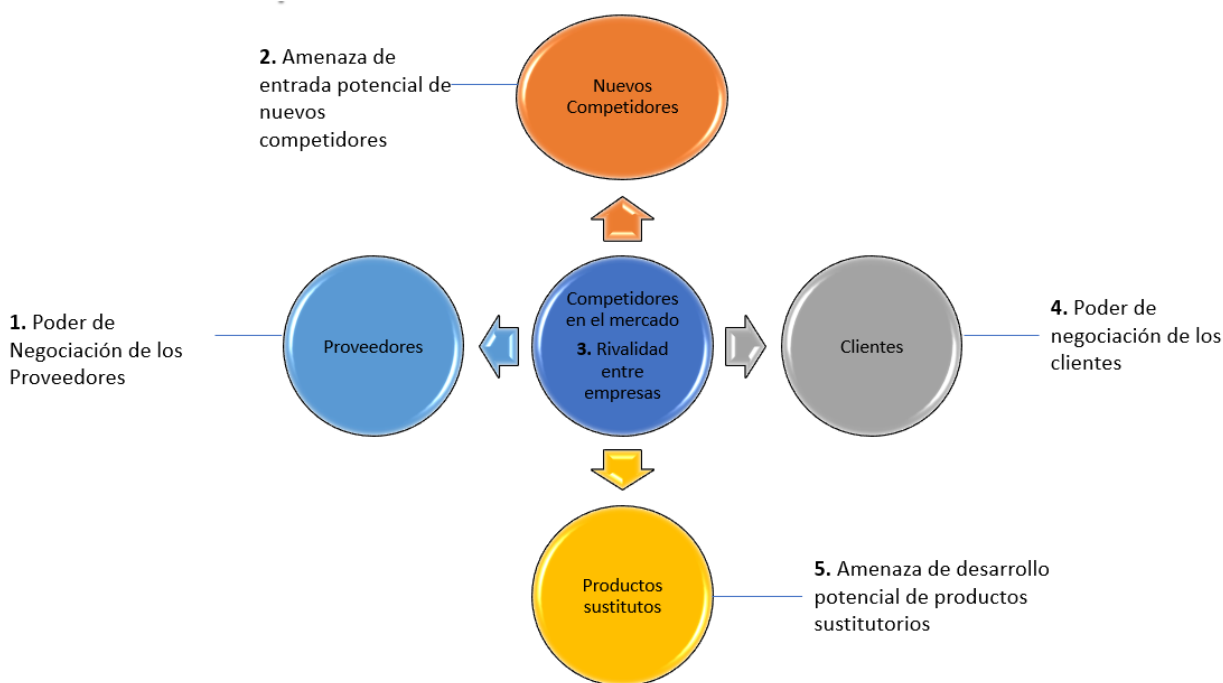 2. Amenaza de
entrada potencial de
nuevos
competidores
Nuevos
Competidores
1. Poder de
Negociación de los
Proveedores
Proveedores
Competidores
en el mercado
3. Rivalidad
entre
empresas
Clientes
4. Poder de
negociación de los
clientes
Productos
sustitutos
5. Amenaza de desarrollo
potencial de productos
sustitutorios